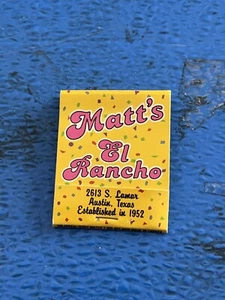 Matt's
El
Rancho
2613 S. Lamar
Austin, Texas
Established in 1952